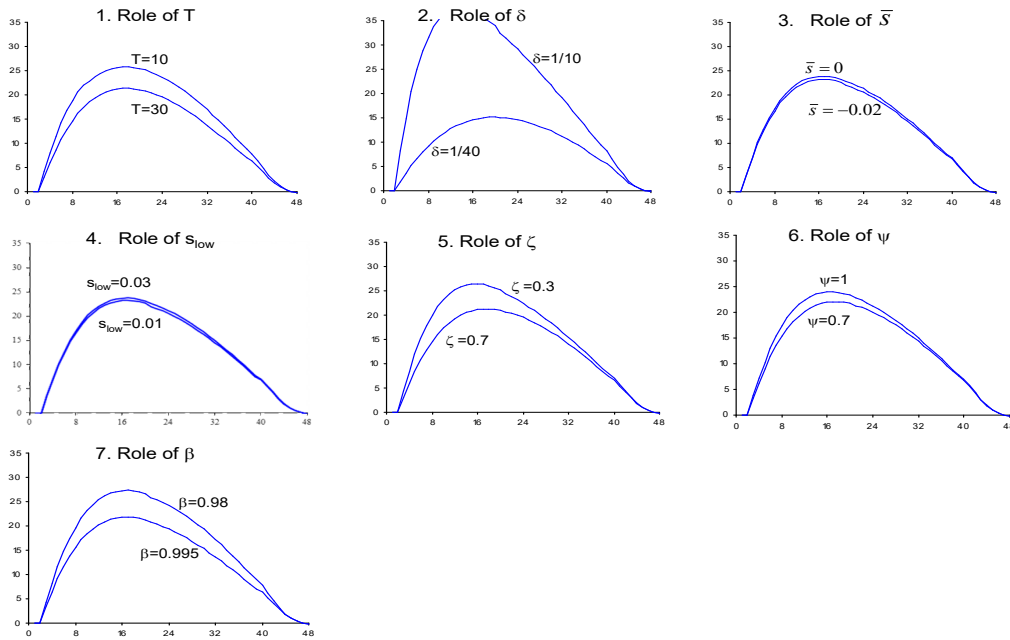 1. Role of T
35
30
25
20
15
10
5
0
T=10
T=30
0 8 16 24 32 40 48
2. Role of δ
35
30
25
20
15
10
5
0
δ=1/10
δ=1/40
0 8 16 24 32 40 48
3. Role of s̅
35
30
25
20
15
10
5
0
s̅ = 0
s̅ = −0.02
0 8 16 24 32 40 48
4. Role of slow
35
30
25
20
15
10
5
0
slow=0.03
slow=0.01
0 8 16 24 32 40 48
5. Role of ζ
35
30
25
20
15
10
5
0
ζ =0.3
ζ =0.7
0 8 16 24 32 40 48
6. Role of ψ
35
30
25
20
15
10
5
0
ψ=1
ψ=0.7
0 8 16 24 32 40 48
7. Role of β
35
30
25
20
15
10
5
0
β=0.98
β=0.995
0 8 16 24 32 40 48